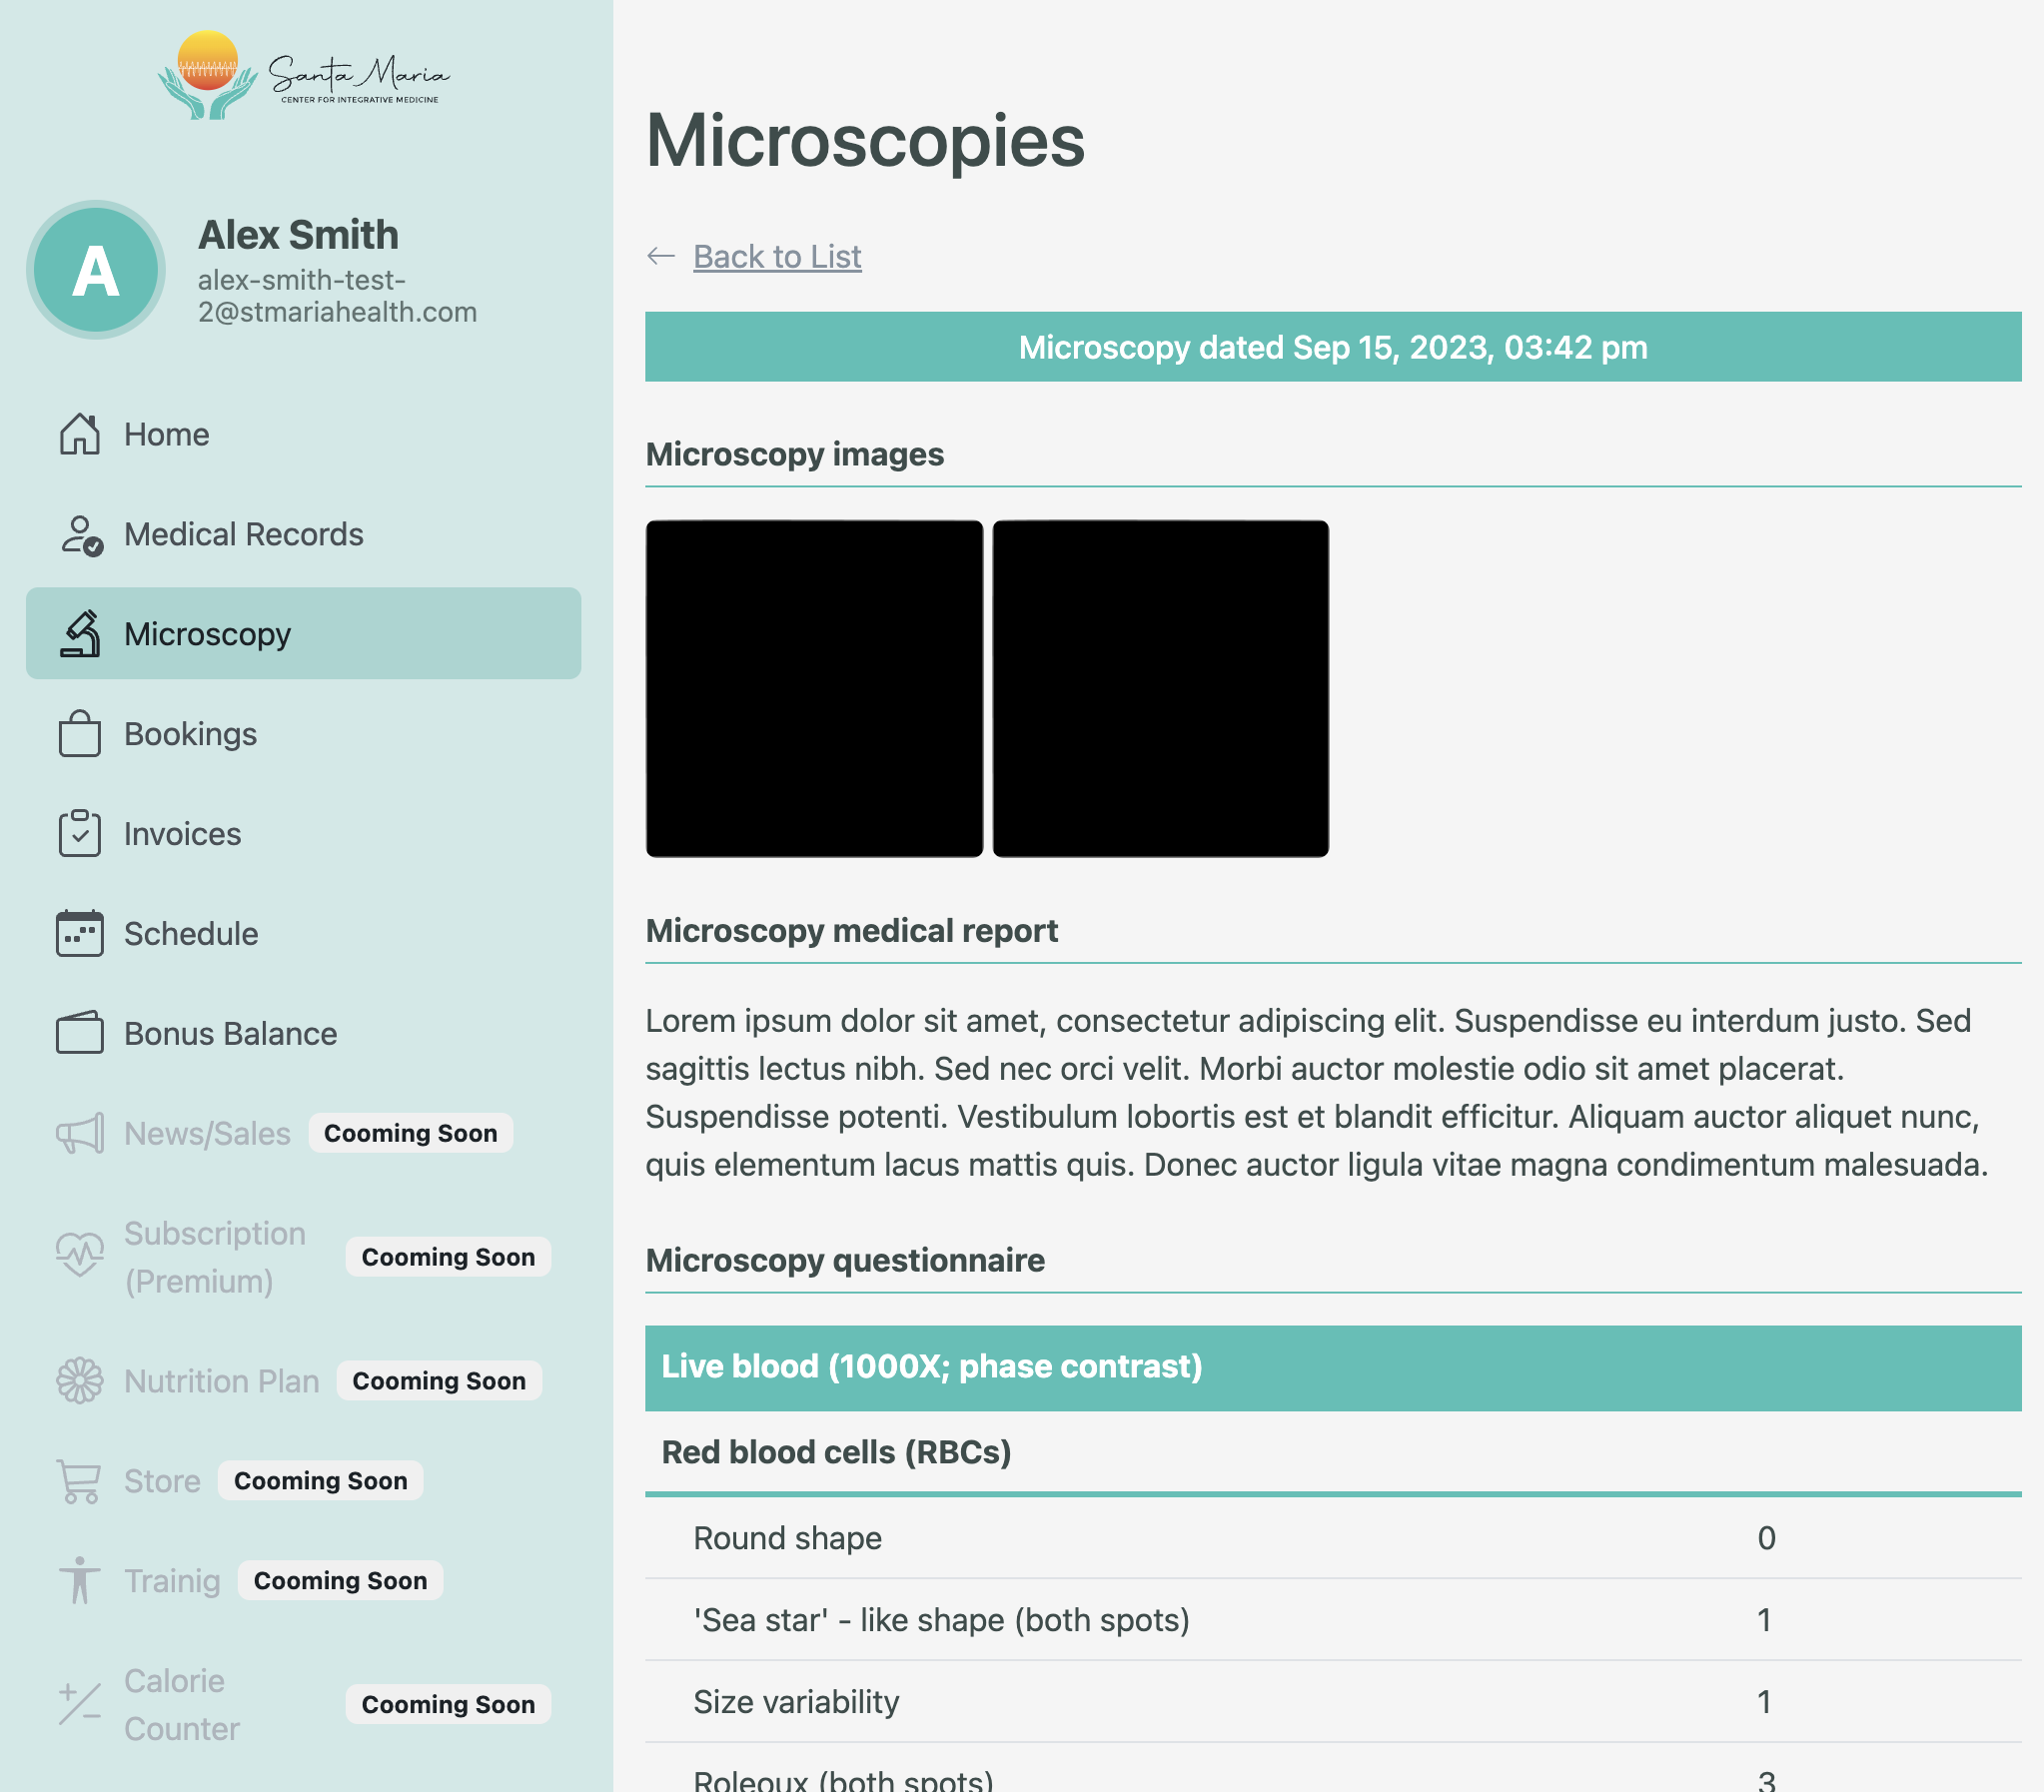 Santa Maria
CENTER FOR INTEGRATIVE MEDICINE
A
Alex Smith
alex-smith-test-
2@stmariahealth.com
Home
Medical Records
Microscopy
Bookings
Invoices
Schedule
Bonus Balance
News/Sales Cooming Soon
Subscription
(Premium)
Cooming Soon
Nutrition Plan Cooming Soon
Store Cooming Soon
Trainig Cooming Soon
Calorie
Counter
Cooming Soon
Microscopies
← Back to List
Microscopy dated Sep 15, 2023, 03:42 pm
Microscopy images
Microscopy medical report
Lorem ipsum dolor sit amet, consectetur adipiscing elit. Suspendisse eu interdum justo. Sed
sagittis lectus nibh. Sed nec orci velit. Morbi auctor molestie odio sit amet placerat.
Suspendisse potenti. Vestibulum lobortis est et blandit efficitur. Aliquam auctor aliquet nunc,
quis elementum lacus mattis quis. Donec auctor ligula vitae magna condimentum malesuada.
Microscopy questionnaire
Live blood (1000X; phase contrast)
Red blood cells (RBCs)
Round shape 0
'Sea star' - like shape (both spots) 1
Size variability 1
Roleoux (both spots) 3